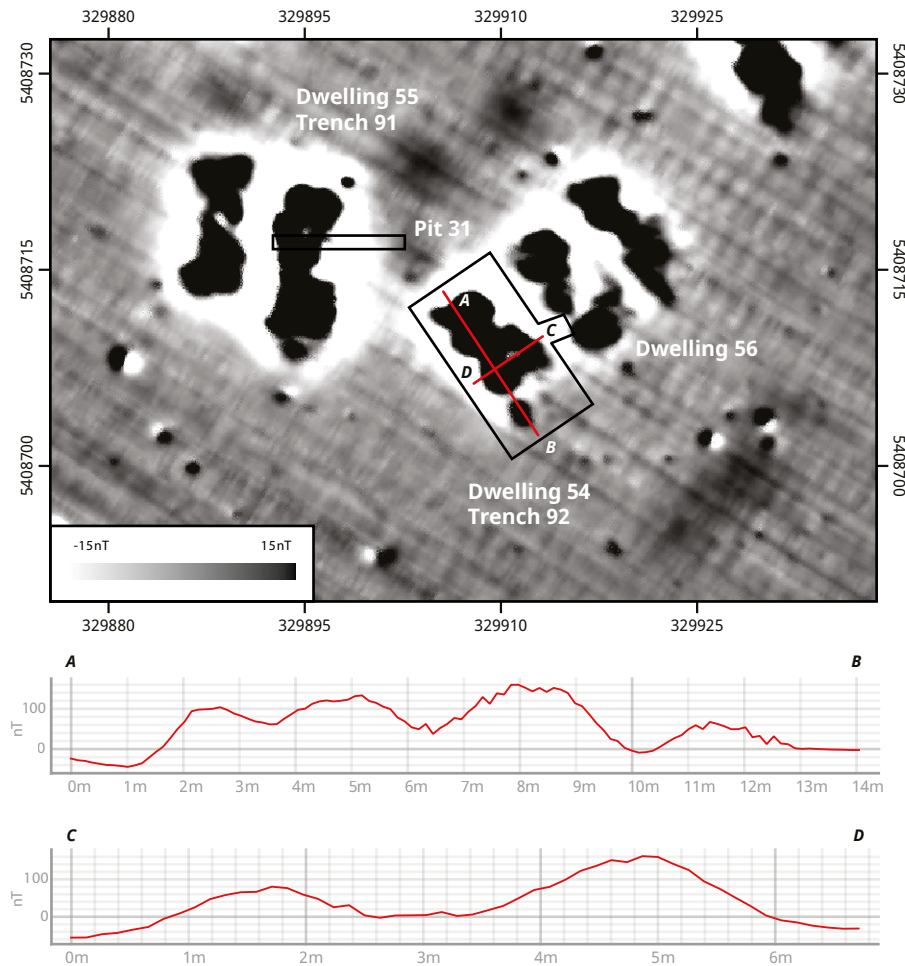 329880 329895 329910 329925
5408730
5408730
Dwelling 55
Trench 91
Pit 31
5408715
5408715
A
C
D
B
Dwelling 56
5408700
5408700
Dwelling 54
Trench 92
-15nT 15nT
329880 329895 329910 329925
A B
nT
100
0
0m 1m 2m 3m 4m 5m 6m 7m 8m 9m 10m 11m 12m 13m 14m
C D
nT
100
0
0m 1m 2m 3m 4m 5m 6m